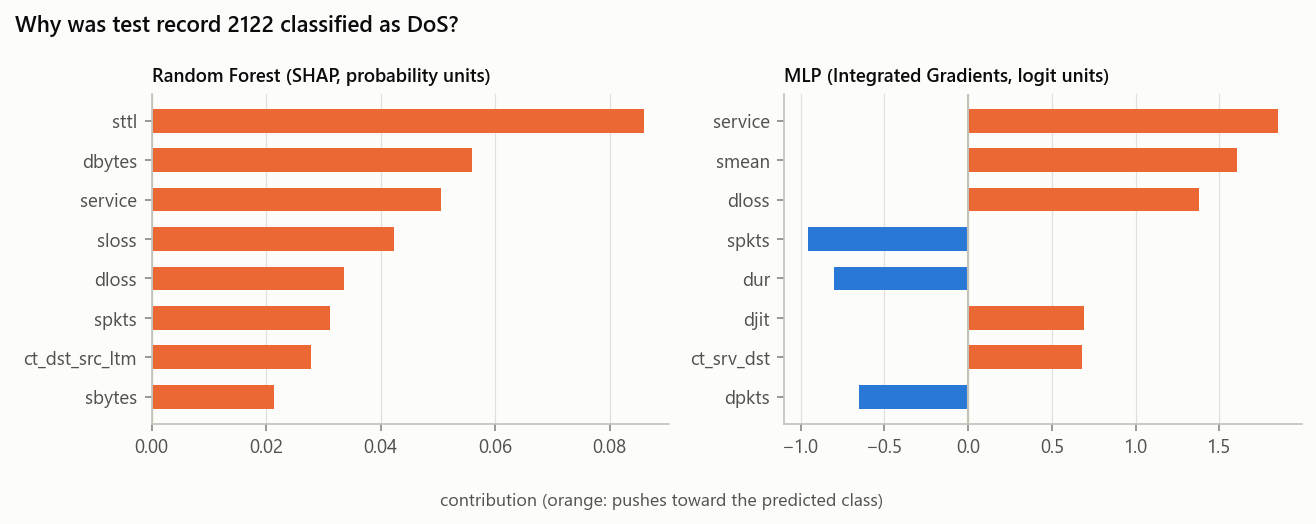 Why was test record 2122 classified as DoS?
Random Forest (SHAP, probability units)
sttl
dbytes
service
sloss
dloss
spkts
ct_dst_src_ltm
sbytes
0.00 0.02 0.04 0.06 0.08
MLP (Integrated Gradients, logit units)
service
smean
dloss
spkts
dur
djit
ct_srv_dst
dpkts
−1.0 −0.5 0.0 0.5 1.0 1.5
contribution (orange: pushes toward the predicted class)